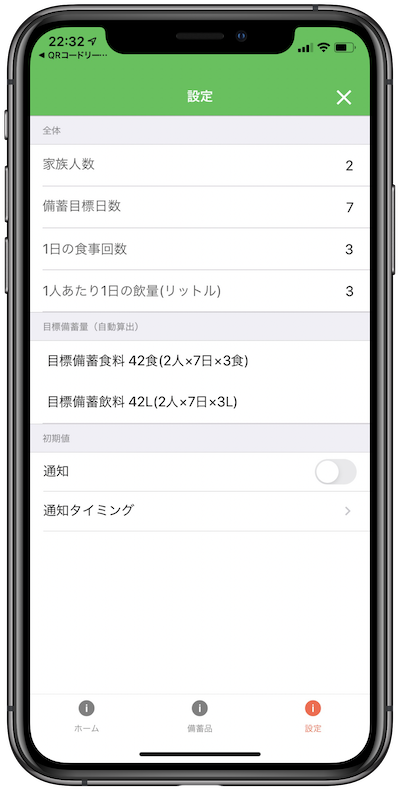 22:32
QRコードリー…
設定
全体
家族人数 2
備蓄目標日数 7
1日の食事回数 3
1人あたり1日の飲量(リットル) 3
目標備蓄量（自動算出）
目標備蓄食料 42食(2人×7日×3食)
目標備蓄飲料 42L(2人×7日×3L)
初期値
通知
通知タイミング
ホーム 備蓄品 設定